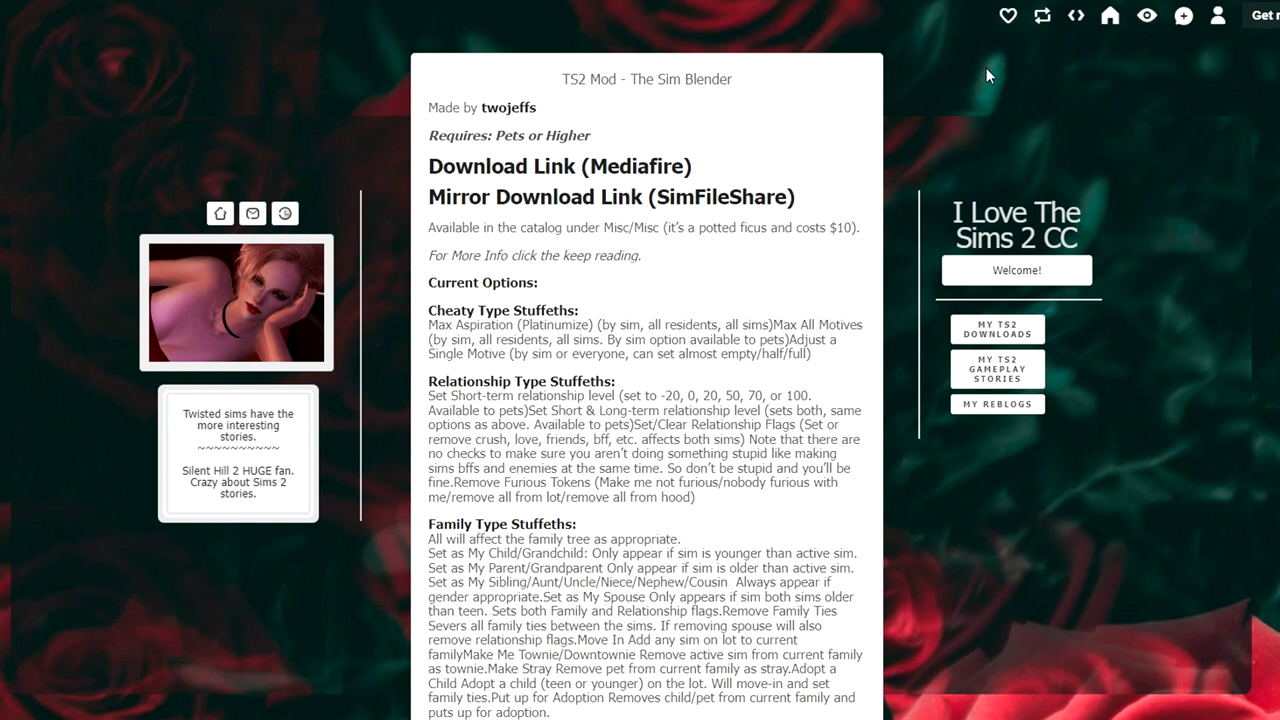 Get
TS2 Mod - The Sim Blender
Made by twojeffs
Requires: Pets or Higher
Download Link (Mediafire)
Mirror Download Link (SimFileShare)
Available in the catalog under Misc/Misc (it’s a potted ficus and costs $10).
For More Info click the keep reading.
Current Options:
Cheaty Type Stuffeths:
Max Aspiration (Platinumize) (by sim, all residents, all sims)Max All Motives
(by sim, all residents, all sims. By sim option available to pets)Adjust a
Single Motive (by sim or everyone, can set almost empty/half/full)
Relationship Type Stuffeths:
Set Short-term relationship level (set to -20, 0, 20, 50, 70, or 100.
Available to pets)Set Short & Long-term relationship level (sets both, same
options as above. Available to pets)Set/Clear Relationship Flags (Set or
remove crush, love, friends, bff, etc. affects both sims) Note that there are
no checks to make sure you aren’t doing something stupid like making
sims bffs and enemies at the same time. So don’t be stupid and you’ll be
fine.Remove Furious Tokens (Make me not furious/nobody furious with
me/remove all from lot/remove all from hood)
Family Type Stuffeths:
All will affect the family tree as appropriate.
Set as My Child/Grandchild: Only appear if sim is younger than active sim.
Set as My Parent/Grandparent Only appear if sim is older than active sim.
Set as My Sibling/Aunt/Uncle/Niece/Nephew/Cousin  Always appear if
gender appropriate.Set as My Spouse Only appears if sim both sims older
than teen. Sets both Family and Relationship flags.Remove Family Ties
Severs all family ties between the sims. If removing spouse will also
remove relationship flags.Move In Add any sim on lot to current
familyMake Me Townie/Downtownie Remove active sim from current family
as townie.Make Stray Remove pet from current family as stray.Adopt a
Child Adopt a child (teen or younger) on the lot. Will move-in and set
family ties.Put up for Adoption Removes child/pet from current family and
puts up for adoption.
Twisted sims have the
more interesting
stories.
~~~~~~~~~~
Silent Hill 2 HUGE fan.
Crazy about Sims 2
stories.
I Love The
Sims 2 CC
Welcome!
MY TS2
DOWNLOADS
MY TS2
GAMEPLAY
STORIES
MY REBLOGS